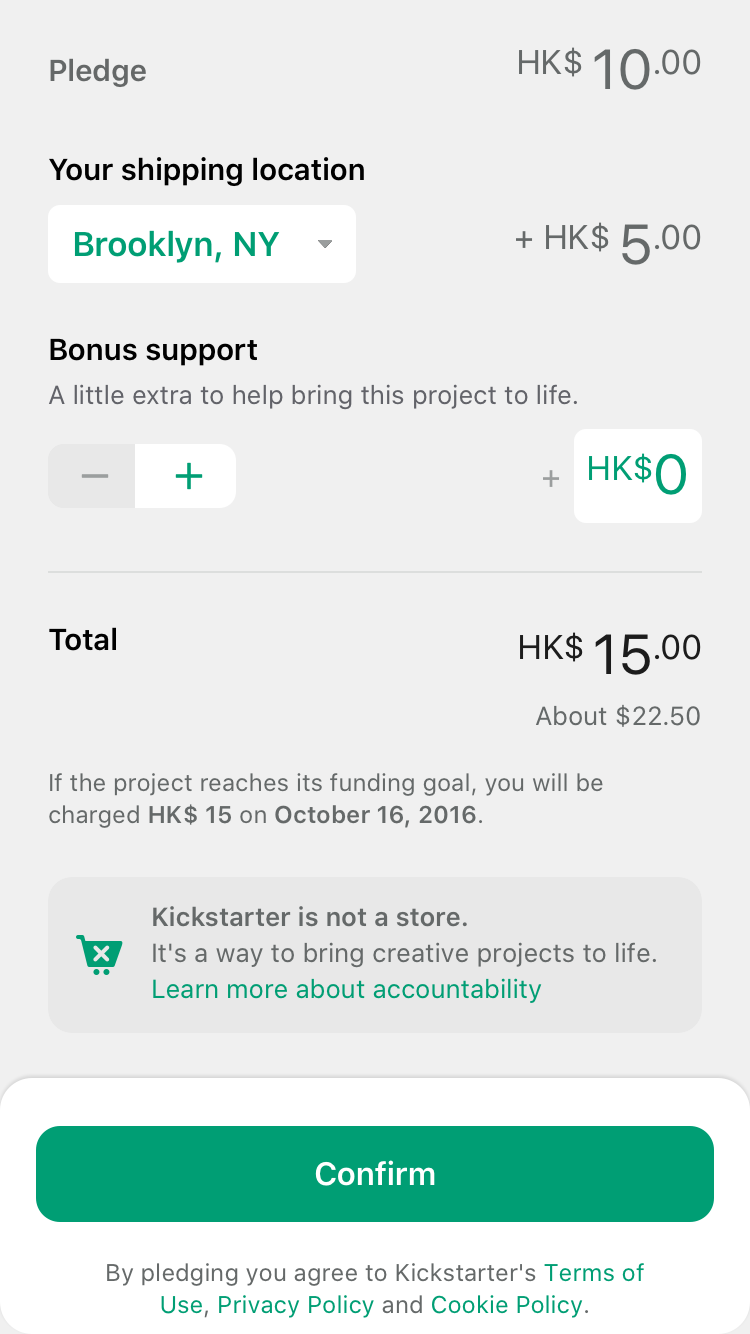 Pledge HK$ 10.00
Your shipping location
Brooklyn, NY + HK$ 5.00
Bonus support
A little extra to help bring this project to life.
− + + HK$0
Total HK$ 15.00
About $22.50
If the project reaches its funding goal, you will be
charged HK$ 15 on October 16, 2016.
Kickstarter is not a store.
It's a way to bring creative projects to life.
Learn more about accountability
Confirm
By pledging you agree to Kickstarter's Terms of
Use, Privacy Policy and Cookie Policy.